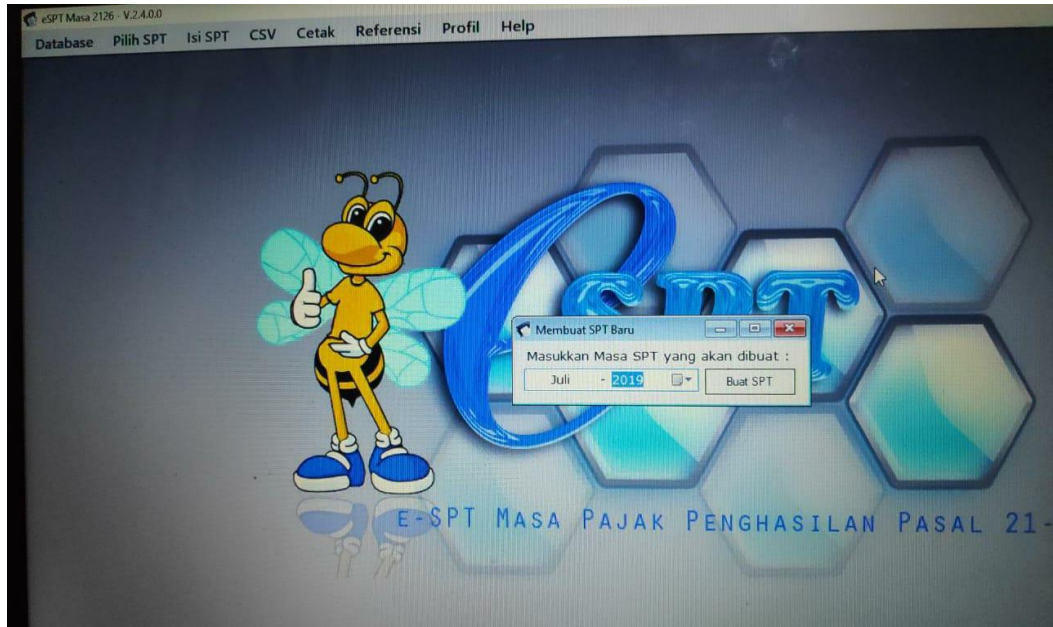 eSPT Masa 2126 - V.2.4.0.0
Database Pilih SPT Isi SPT CSV Cetak Referensi Profil Help
eSPT
Membuat SPT Baru
Masukkan Masa SPT yang akan dibuat :
Juli - 2019 Buat SPT
E-SPT MASA PAJAK PENGHASILAN PASAL 21-